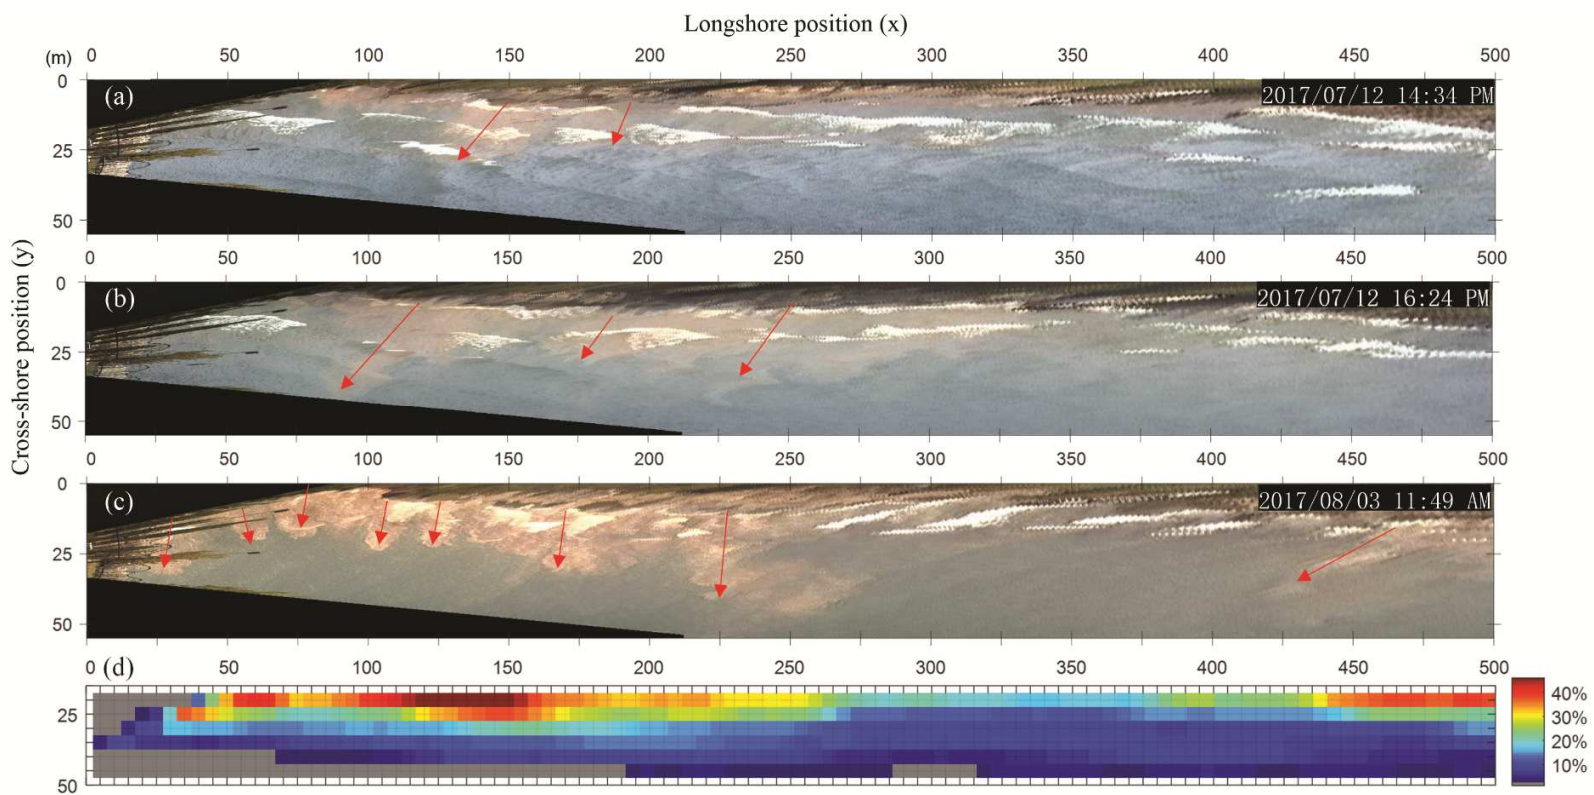 Longshore position (x)
(m) 0 50 100 150 200 250 300 350 400 450 500
0
(a)
2017/07/12 14:34 PM
25
50
0 50 100 150 200 250 300 350 400 450 500
0
(b)
2017/07/12 16:24 PM
25
50
Cross-shore position (y)
0 50 100 150 200 250 300 350 400 450 500
0
(c)
2017/08/03 11:49 AM
25
50
0 (d) 50 100 150 200 250 300 350 400 450 500
25
50
40%
30%
20%
10%